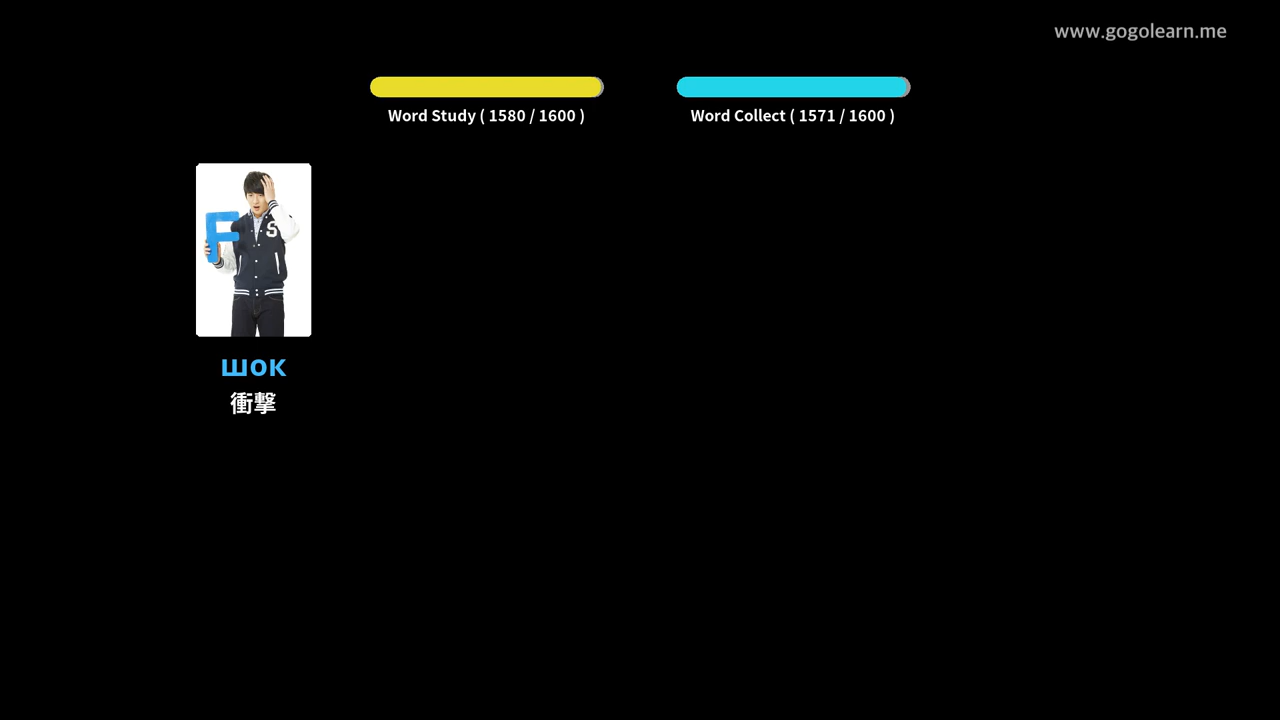 www.gogolearn.me
Word Study ( 1580 / 1600 )
Word Collect ( 1571 / 1600 )
F
S
шок
衝撃